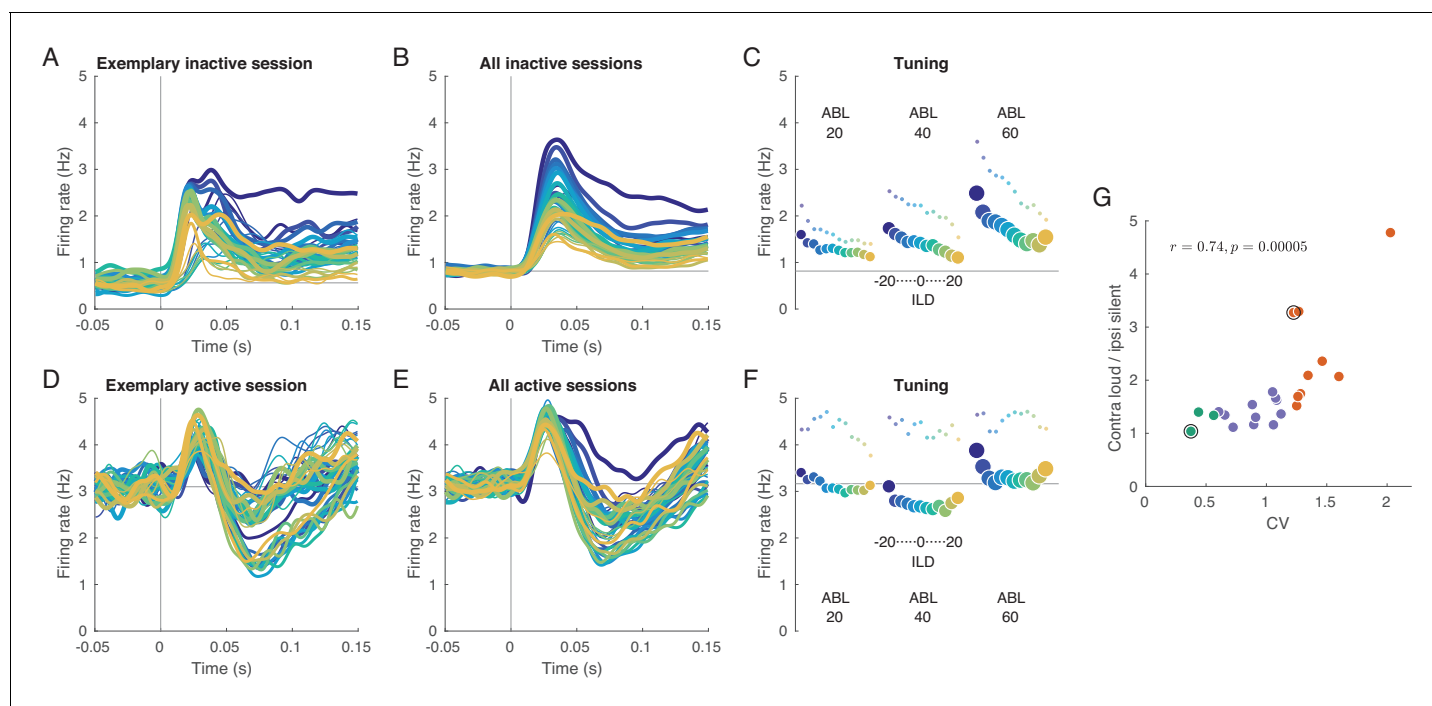 A
Exemplary inactive session
5
4
3
2
1
0
Firing rate (Hz)
-0.05
0
0.05
0.1
0.15
Time (s)
B
All inactive sessions
5
4
3
2
1
0
Firing rate (Hz)
-0.05
0
0.05
0.1
0.15
Time (s)
C
Tuning
5
4
3
2
1
0
Firing rate (Hz)
ABL
20
ABL
40
ABL
60
-20·····0·····20
ILD
D
Exemplary active session
5
4
3
2
1
0
Firing rate (Hz)
-0.05
0
0.05
0.1
0.15
Time (s)
E
All active sessions
5
4
3
2
1
0
Firing rate (Hz)
-0.05
0
0.05
0.1
0.15
Time (s)
F
Tuning
5
4
3
2
1
0
Firing rate (Hz)
-20·····0·····20
ILD
ABL
20
ABL
40
ABL
60
G
5
4
3
2
1
0
Contra loud / ipsi silent
r = 0.74, p = 0.00005
0
0.5
1
1.5
2
CV